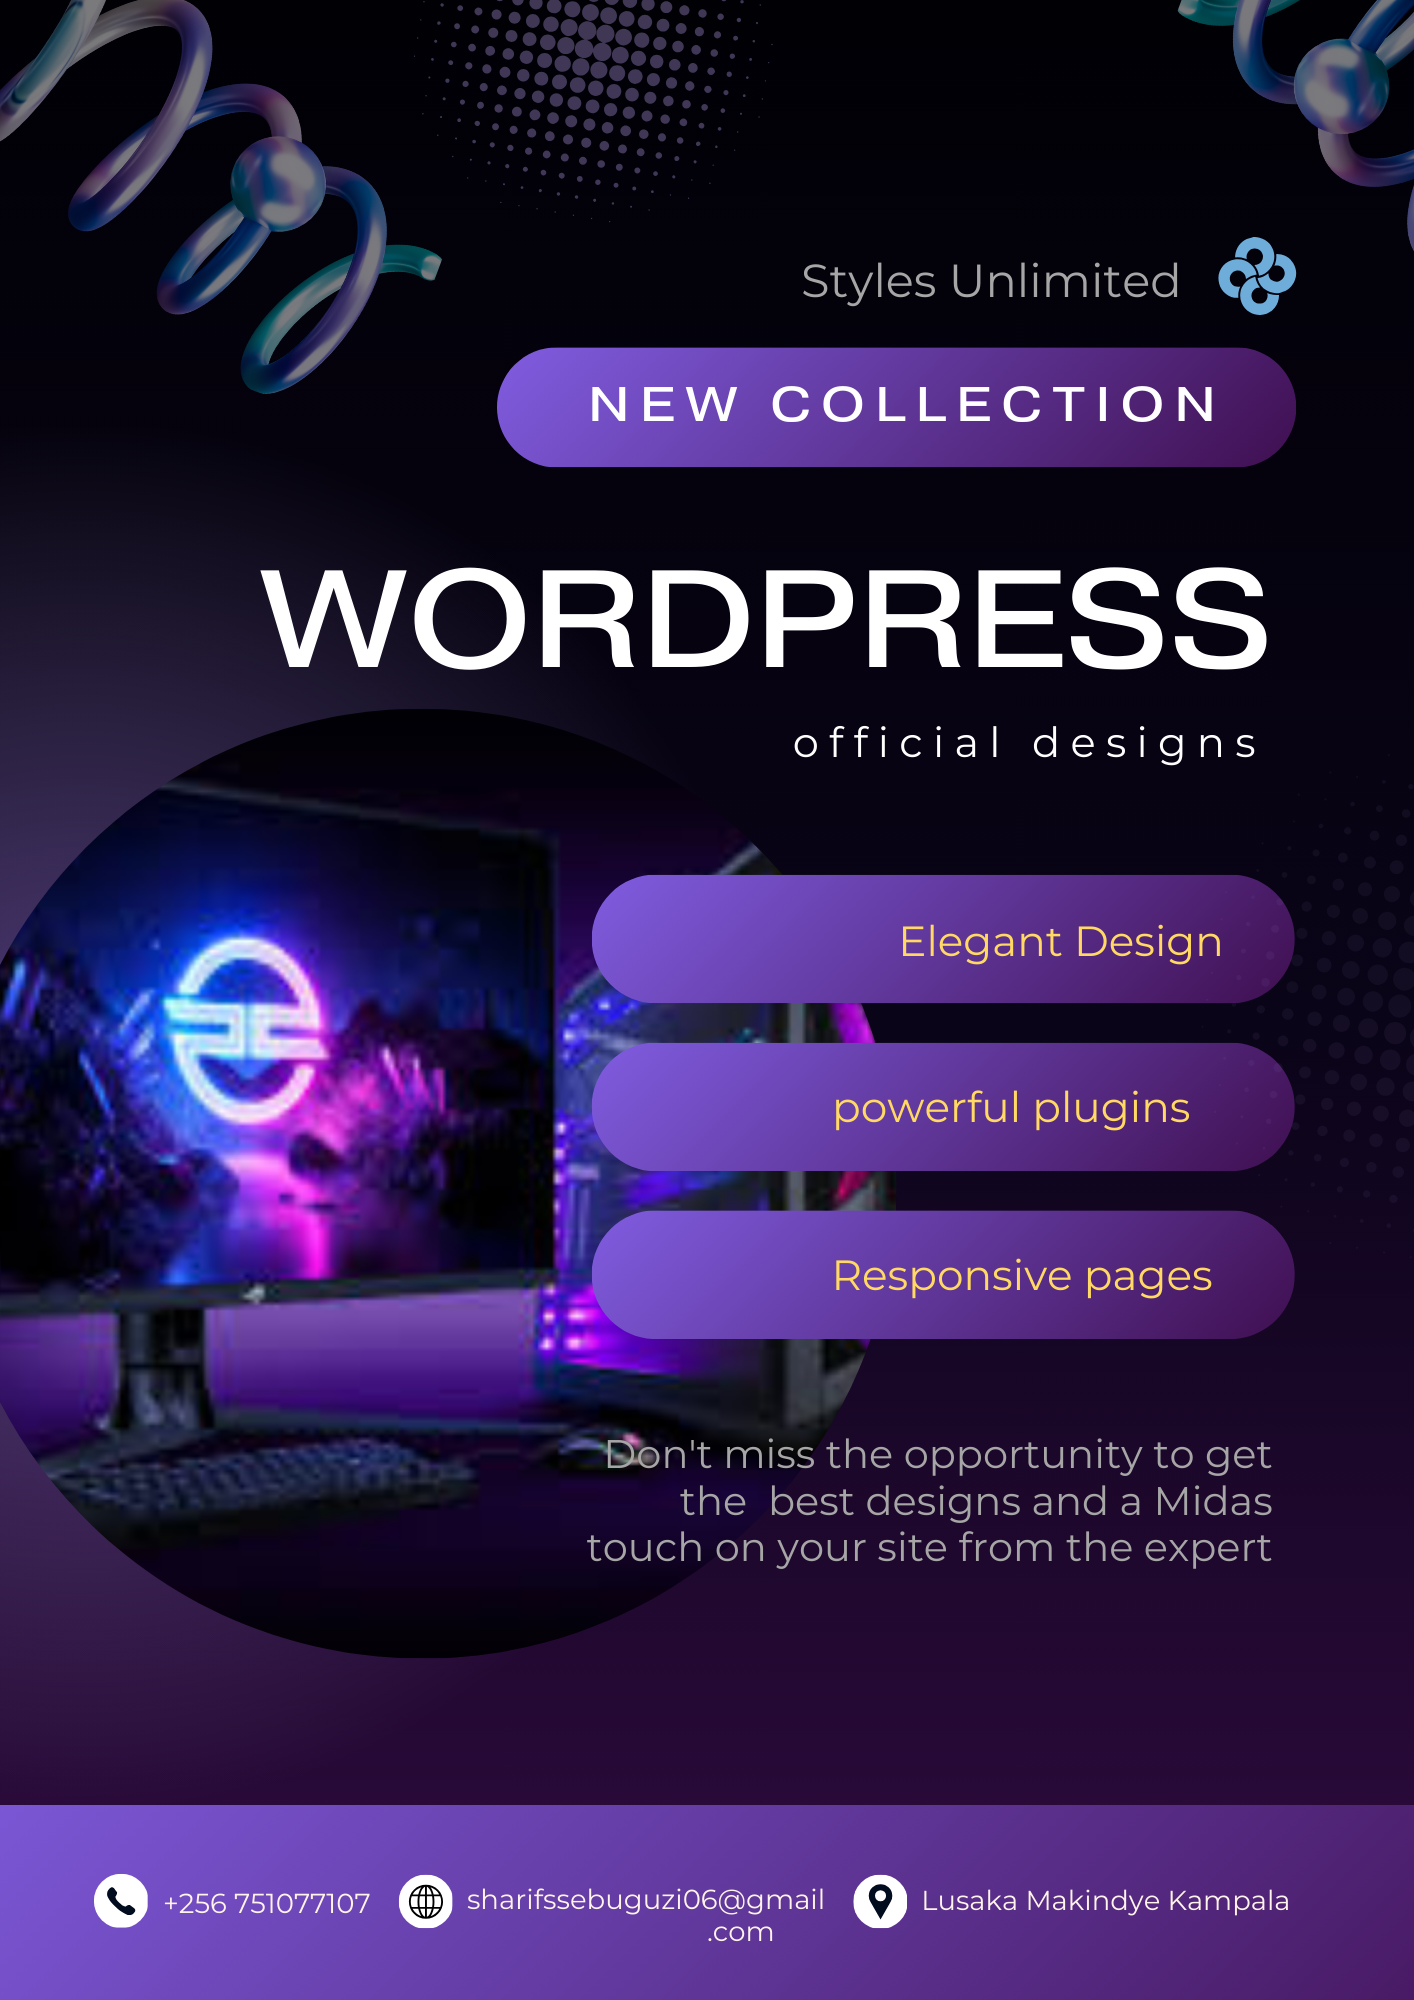 Styles Unlimited
NEW COLLECTION
WORDPRESS
official designs
Elegant Design
powerful plugins
Responsive pages
Don't miss the opportunity to get
the  best designs and a Midas
touch on your site from the expert
+256 751077107
sharifssebuguzi06@gmail
.com
Lusaka Makindye Kampala